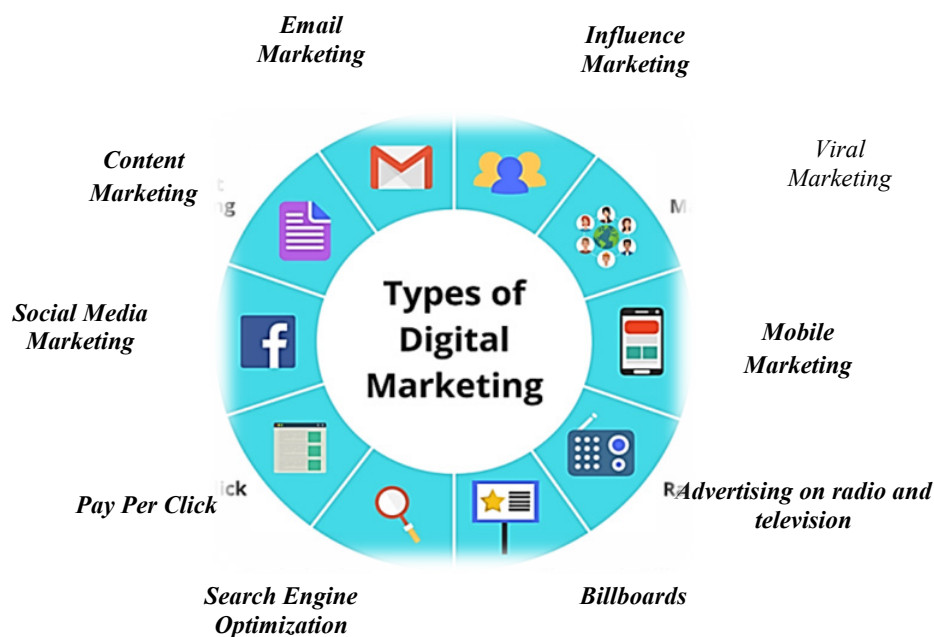 Email
Marketing
Influence
Marketing
Content
Marketing
Viral
Marketing
Social Media
Marketing
Types of
Digital
Marketing
Mobile
Marketing
Pay Per Click
Advertising on radio and
television
Search Engine
Optimization
Billboards